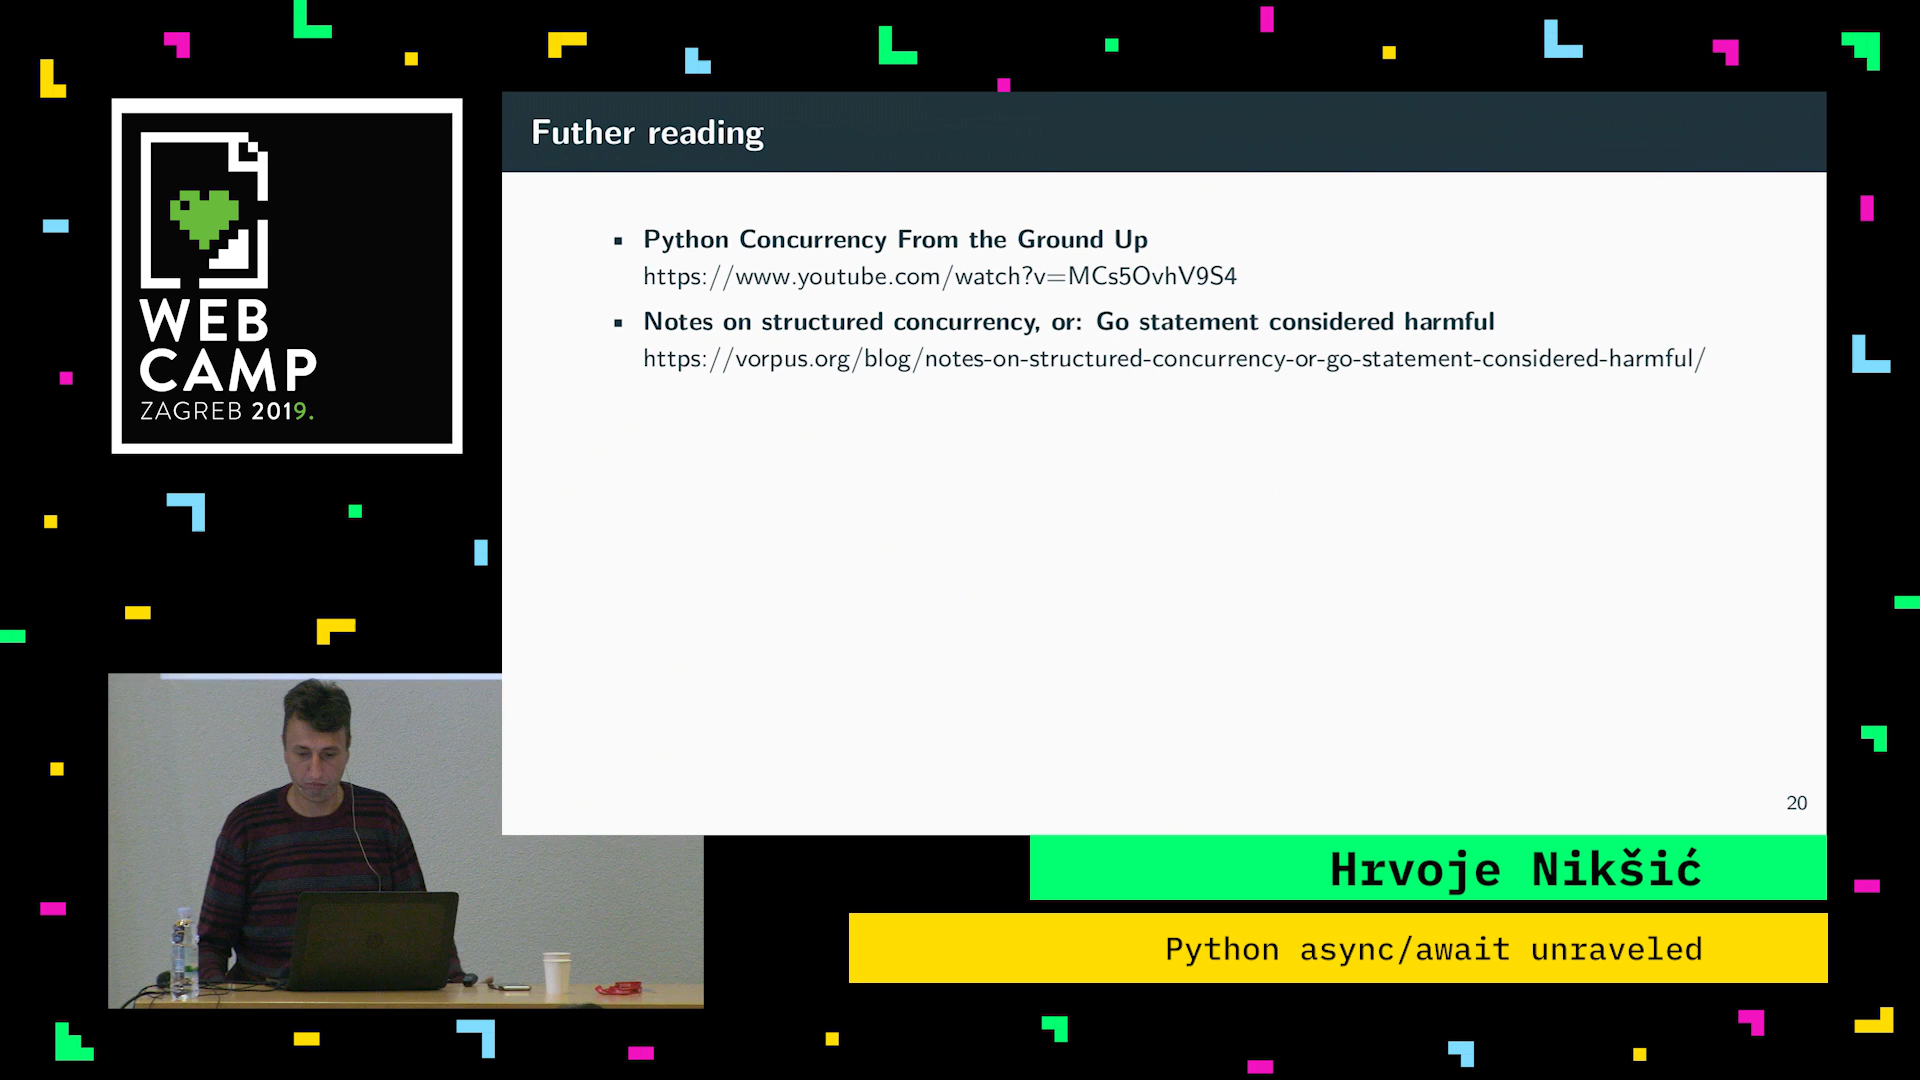 WEB
CAMP
ZAGREB 2019.
Futher reading
Python Concurrency From the Ground Up
https://www.youtube.com/watch?v=MCs5OvhV9S4
Notes on structured concurrency, or: Go statement considered harmful
https://vorpus.org/blog/notes-on-structured-concurrency-or-go-statement-considered-harmful/
20
Hrvoje Nikšić
Python async/await unraveled